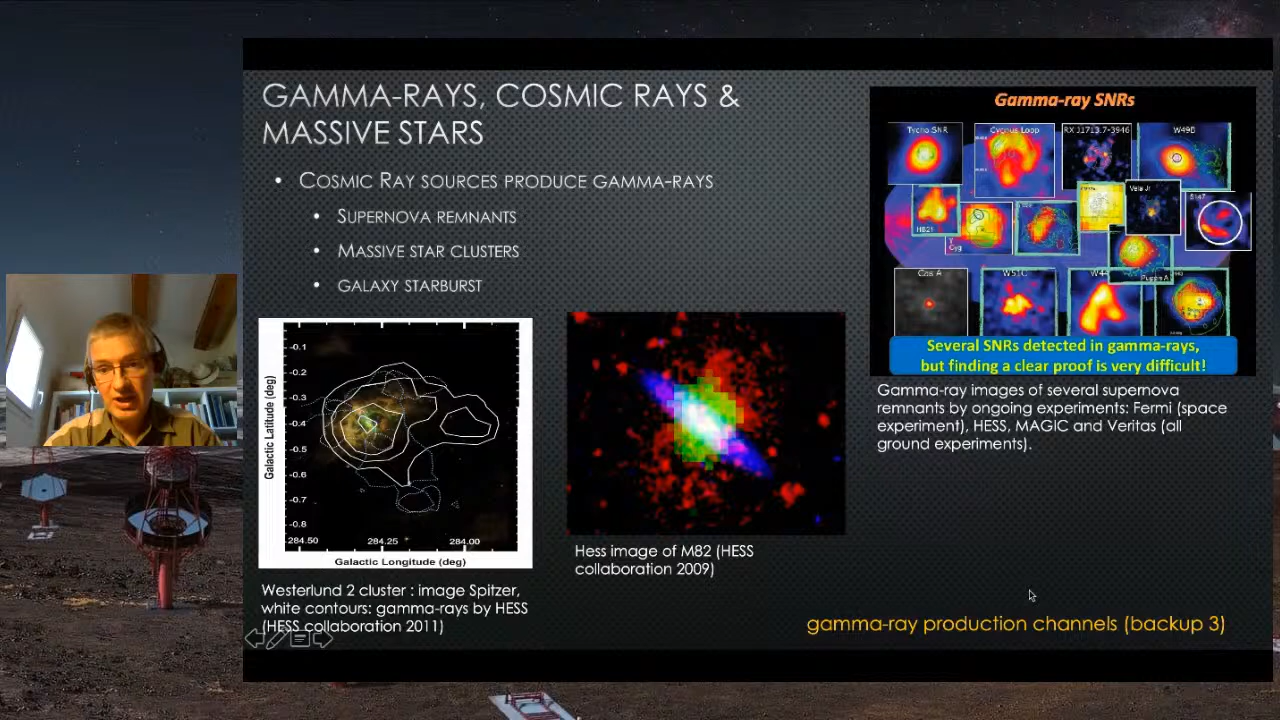 GAMMA-RAYS, COSMIC RAYS &
MASSIVE STARS
• COSMIC RAY SOURCES PRODUCE GAMMA-RAYS
• SUPERNOVA REMNANTS
• MASSIVE STAR CLUSTERS
• GALAXY STARBURST
Gamma-ray SNRs
Tycho SNR
Cygnus Loop
RX J1713.7-3946
W49B
HB21
Vela Jr
S147
Cyg
Puppis A
Cas A
W51C
W44
Several SNRs detected in gamma-rays,
but finding a clear proof is very difficult!
Gamma-ray images of several supernova
remnants by ongoing experiments: Fermi (space
experiment), HESS, MAGIC and Veritas (all
ground experiments).
Galactic Latitude (deg)
-0.1
-0.2
-0.3
-0.4
-0.5
-0.6
-0.7
-0.8
284.50 284.25 284.00
Galactic Longitude (deg)
Westerlund 2 cluster : image Spitzer,
white contours: gamma-rays by HESS
(HESS collaboration 2011)
Hess image of M82 (HESS
collaboration 2009)
gamma-ray production channels (backup 3)